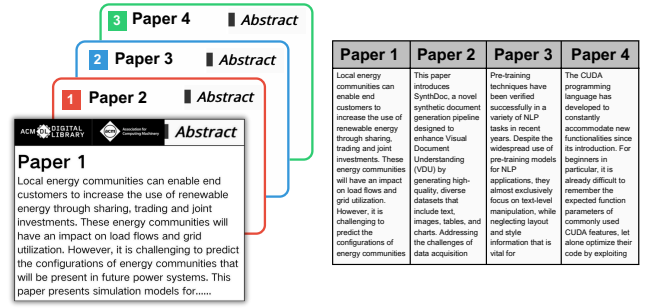 3 Paper 4 Abstract
2 Paper 3 Abstract
1 Paper 2 Abstract
ACM DL DIGITAL LIBRARY acm Association for Computing Machinery Abstract
Paper 1
Local energy communities can enable end
customers to increase the use of renewable
energy through sharing, trading and joint
investments. These energy communities will
have an impact on load flows and grid
utilization. However, it is challenging to predict
the configurations of energy communities that
will be present in future power systems. This
paper presents simulation models for......
Paper 1
Local energy
communities can
enable end
customers to
increase the use of
renewable energy
through sharing,
trading and joint
investments. These
energy communities
will have an impact
on load flows and
grid utilization.
However, it is
challenging to
predict the
configurations of
energy communities
Paper 2
This paper
introduces
SynthDoc, a novel
synthetic document
generation pipeline
designed to
enhance Visual
Document
Understanding
(VDU) by
generating high-
quality, diverse
datasets that
include text,
images, tables, and
charts. Addressing
the challenges of
data acquisition
Paper 3
Pre-training
techniques have
been verified
successfully in a
variety of NLP
tasks in recent
years. Despite the
widespread use of
pre-training models
for NLP
applications, they
almost exclusively
focus on text-level
manipulation, while
neglecting layout
and style
information that is
vital for
Paper 4
The CUDA
programming
language has
developed to
constantly
accommodate new
functionalities since
its introduction. For
beginners in
particular, it is
already difficult to
remember the
expected function
parameters of
commonly used
CUDA features, let
alone optimize their
code by exploiting